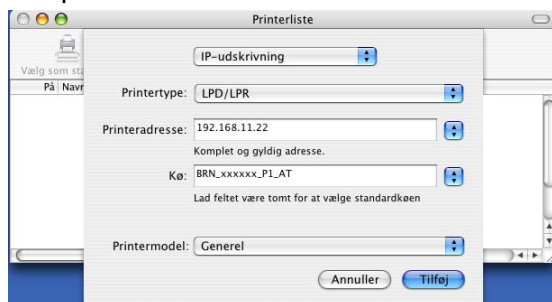 Printerliste
IP-udskrivning
Vælg som sta
På Navn
Printertype: LPD/LPR
Printeradresse: 192.168.11.22
Komplet og gyldig adresse.
Kø: BRN_xxxxxx_P1_AT
Lad feltet være tomt for at vælge standardkøen
Printermodel: Generel
Annuller Tilføj